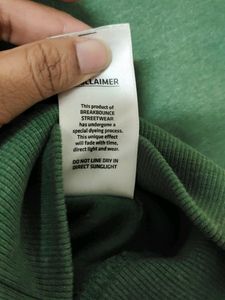 DISCLAIMER
This product of
BREAKBOUNCE
STREETWEAR
has undergone a
special dyeing process.
This unique effect
will fade with time,
direct light and wear.
DO NOT LINE DRY IN
DIRECT SUNLIGHT